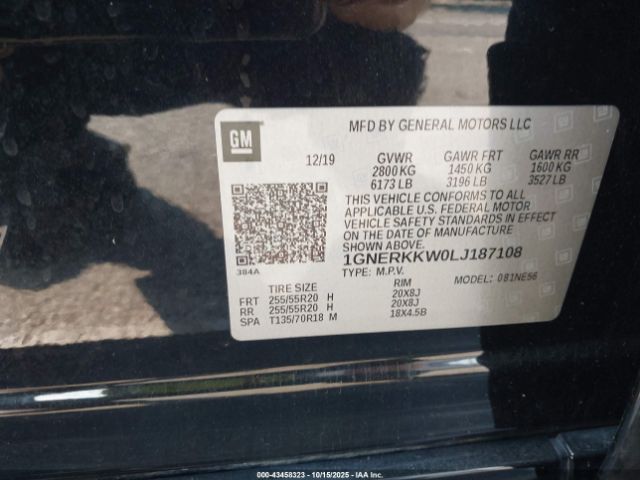 GM
MFD BY GENERAL MOTORS LLC
12/19 GVWR GAWR FRT GAWR RR
2800 KG 1450 KG 1600 KG
6173 LB 3196 LB 3527 LB
THIS VEHICLE CONFORMS TO ALL
APPLICABLE U.S. FEDERAL MOTOR
VEHICLE SAFETY STANDARDS IN EFFECT
ON THE DATE OF MANUFACTURE
SHOWN ABOVE.
384A
1GNERKKW0LJ187108
TYPE: M.P.V. MODEL: 081NE56
TIRE SIZE RIM
FRT 255/55R20 H 20X8J
RR 255/55R20 H 20X8J
SPA T135/70R18 M 18X4.5B
000-43458323 - 10/15/2025 - IAA Inc.